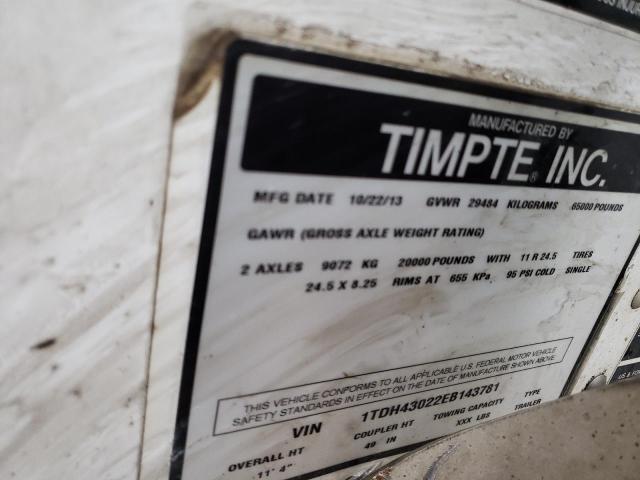 MANUFACTURED BY
TIMPTE® INC.
MFG DATE 10/22/13 GVWR 29484 KILOGRAMS 65000 POUNDS
GAWR (GROSS AXLE WEIGHT RATING)
2 AXLES 9072 KG 20000 POUNDS WITH 11 R 24.5 TIRES
24.5 X 8.25 RIMS AT 655 KPa 95 PSI COLD SINGLE
THIS VEHICLE CONFORMS TO ALL APPLICABLE U.S. FEDERAL MOTOR VEHICLE
SAFETY STANDARDS IN EFFECT ON THE DATE OF MANUFACTURE SHOWN ABOVE
VIN 1TDH43022EB143781 TYPE
OVERALL HT COUPLER HT TOWING CAPACITY TRAILER
11' 4" 49 IN XXX LBS